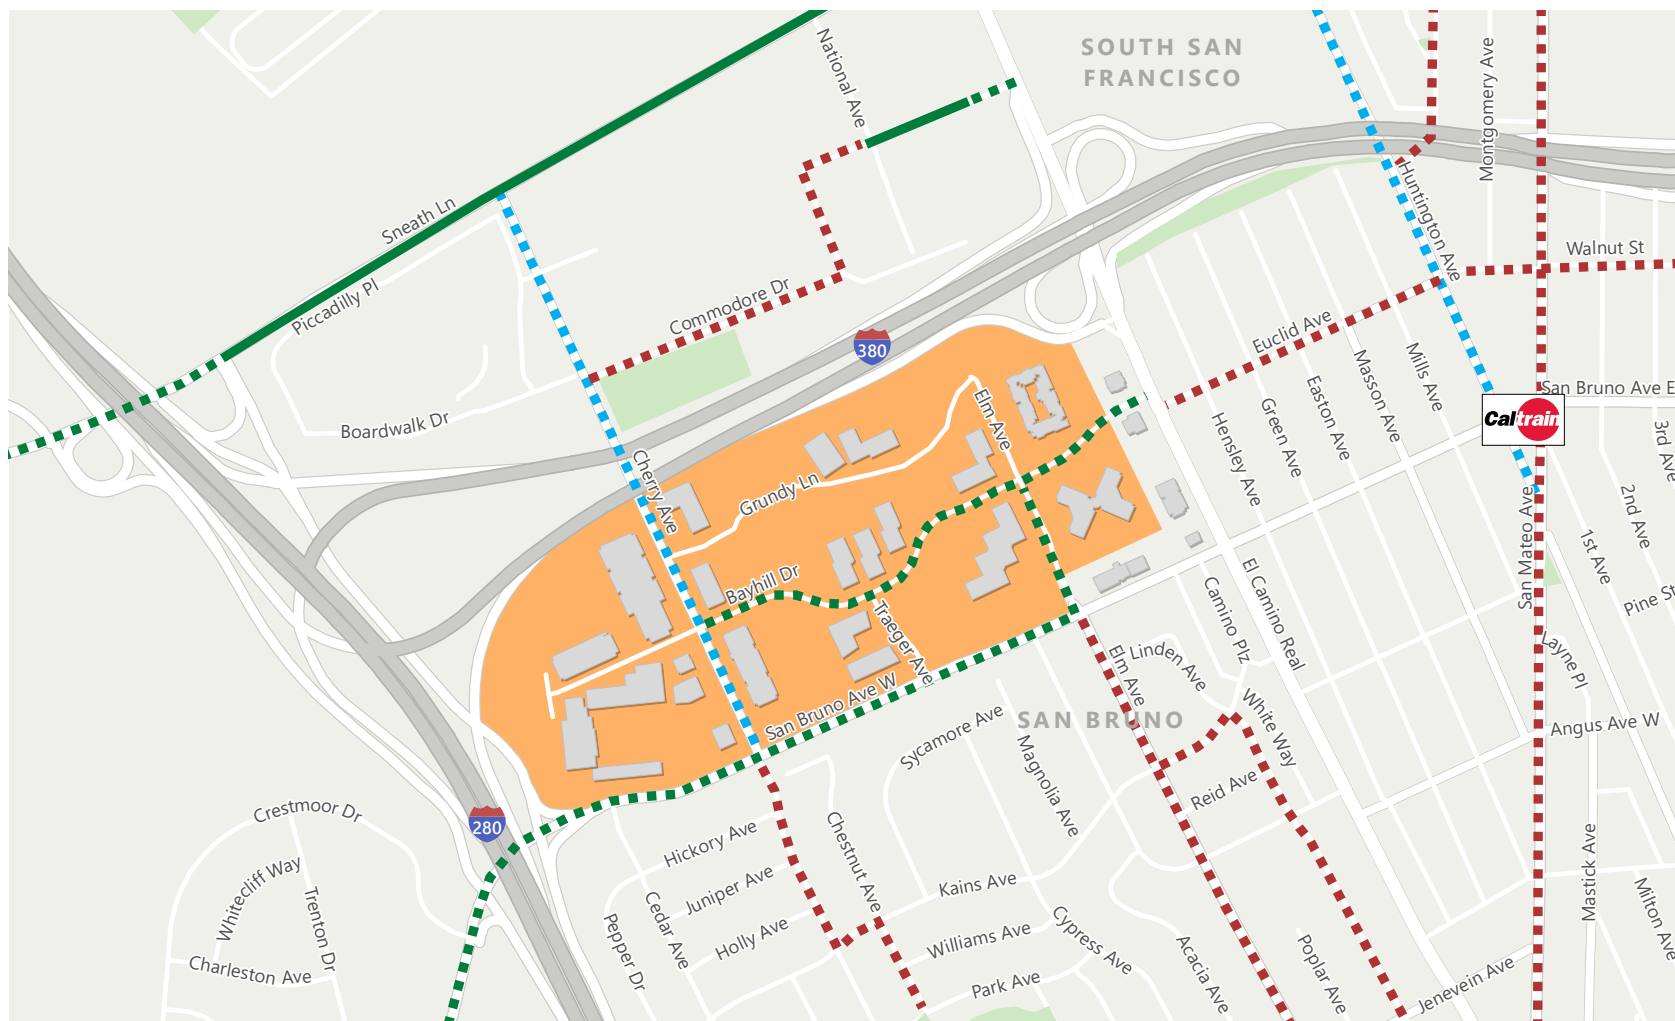 SOUTH SAN
FRANCISCO
National Ave
Montgomery Ave
Sneath Ln
Huntington Ave
Walnut St
Piccadilly Pl
Commodore Dr
380
Euclid Ave
Boardwalk Dr
Elm Ave
Hensley Ave
Green Ave
Easton Ave
Masson Ave
Mills Ave
San Bruno Ave E
Caltrain
3rd Ave
Cherry Ave
Grundy Ln
San Mateo Ave
2nd Ave
1st Ave
Pine St
Bayhill Dr
Traeger Ave
El Camino Real
Camino Plz
Linden Ave
Elm Ave
Layne Pl
San Bruno Ave W
SAN BRUNO
Sycamore Ave
Magnolia Ave
White Way
Angus Ave W
Reid Ave
Crestmoor Dr
280
Hickory Ave
Chestnut Ave
Whitecliff Way
Trenton Dr
Juniper Ave
Kains Ave
Mastick Ave
Milton Ave
Cedar Ave
Pepper Dr
Holly Ave
Williams Ave
Cypress Ave
Acacia Ave
Poplar Ave
Charleston Ave
Park Ave
Jenevein Ave